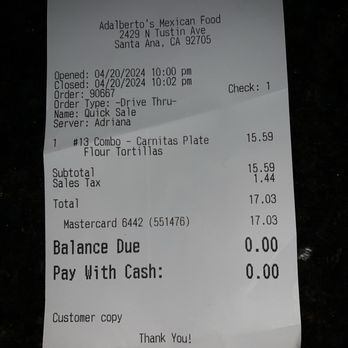 Adalberto's Mexican Food
2429 N Tustin Ave
Santa Ana, CA 92705
Opened: 04/20/2024 10:00 pm
Closed: 04/20/2024 10:02 pm
Order: 90667 Check: 1
Order Type: -Drive Thru-
Name: Quick Sale
Server: Adriana
1 #13 Combo - Carnitas Plate 15.59
Flour Tortillas
Subtotal 15.59
Sales Tax 1.44
Total 17.03
Mastercard 6442 (551476) 17.03
Balance Due 0.00
Pay With Cash: 0.00
Customer copy
Thank You!